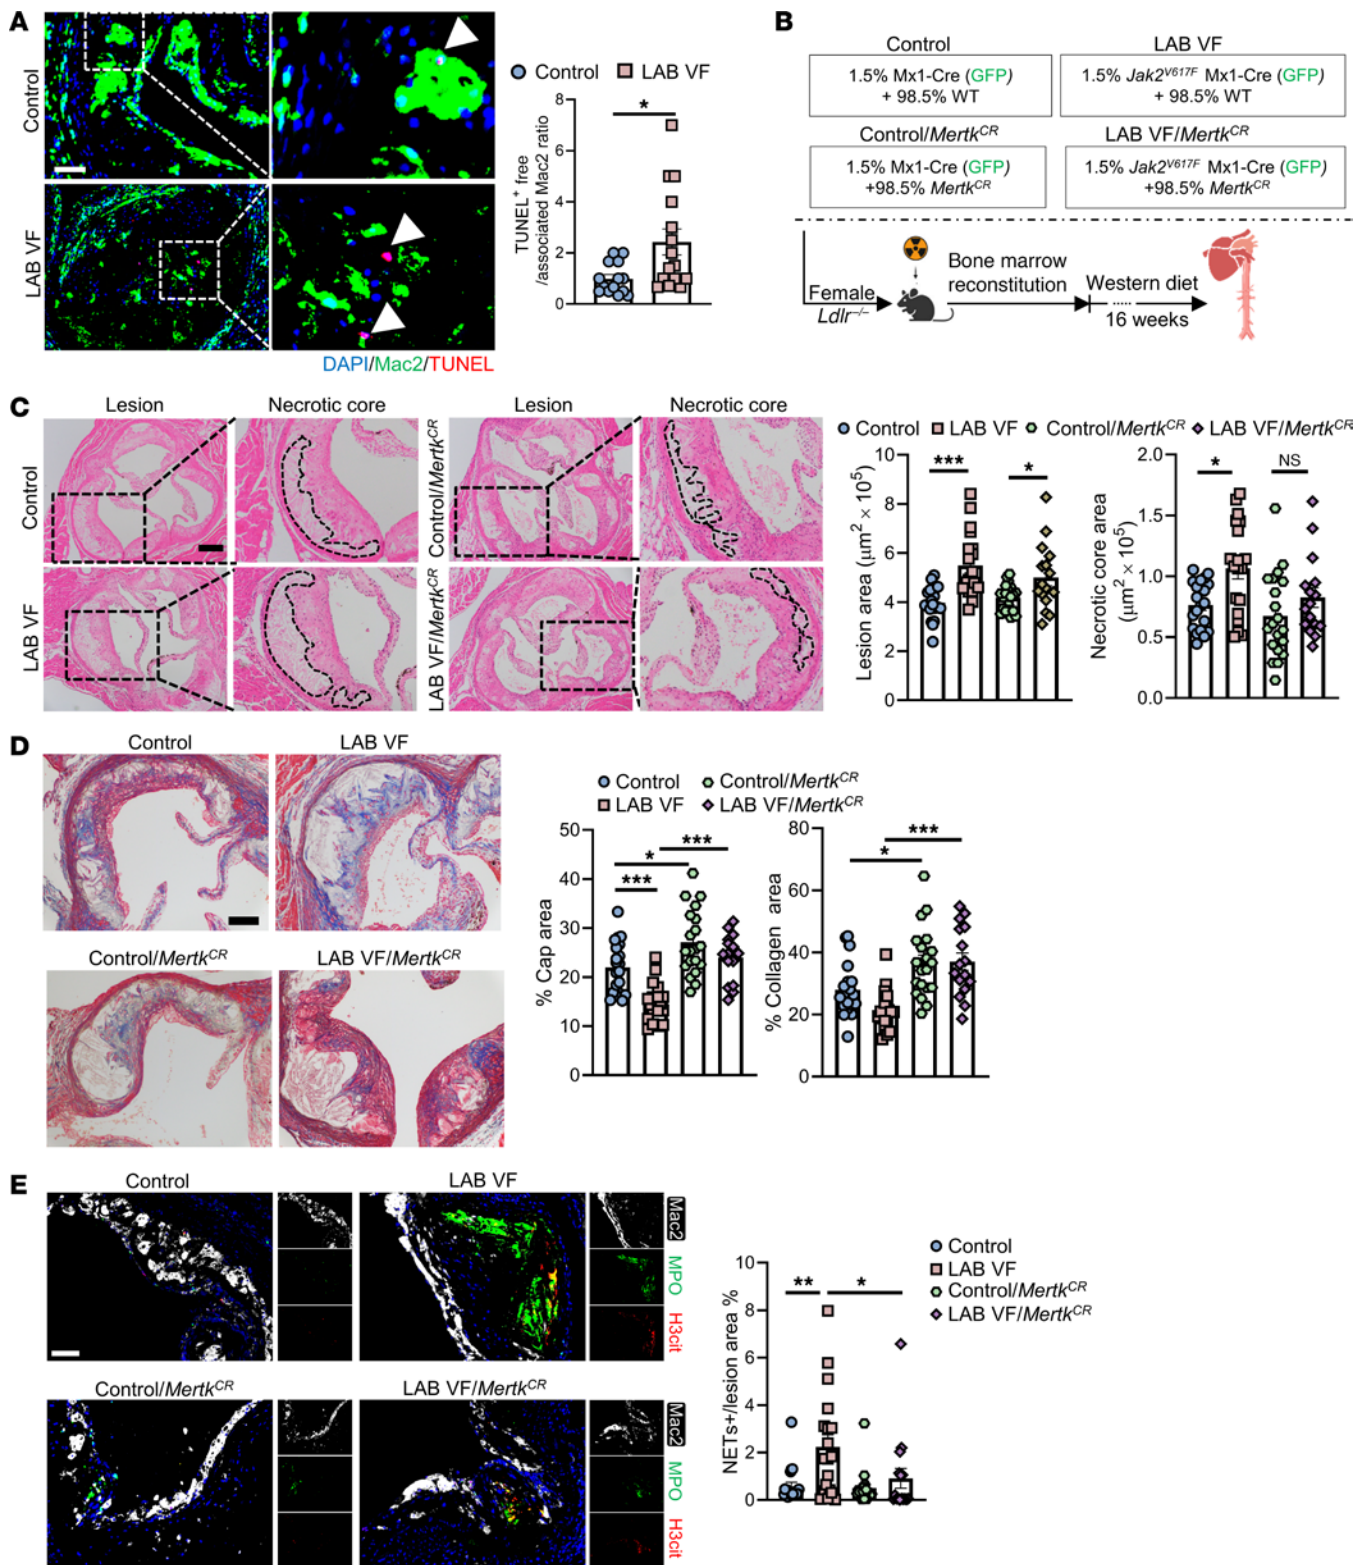 A
Control
LAB VF
DAPI/Mac2/TUNEL
Control LAB VF
TUNEL+ free
/associated Mac2 ratio
8
6
4
2
0
*
B
Control
1.5% Mx1-Cre (GFP)
+ 98.5% WT
LAB VF
1.5% Jak2V617F Mx1-Cre (GFP)
+ 98.5% WT
Control/MertkCR
1.5% Mx1-Cre (GFP)
+98.5% MertkCR
LAB VF/MertkCR
1.5% Jak2V617F Mx1-Cre (GFP)
+98.5% MertkCR
Female
Ldlr–/–
Bone marrow
reconstitution
Western diet
16 weeks
C
Lesion
Necrotic core
Lesion
Necrotic core
Control
LAB VF
Control/MertkCR
LAB VF/MertkCR
Control LAB VF Control/MertkCR LAB VF/MertkCR
Lesion area (μm2 × 105)
10
8
6
4
2
0
***
*
Necrotic core area
(μm2 × 105)
2.0
1.5
1.0
0.5
0.0
*
NS
D
Control
LAB VF
Control/MertkCR
LAB VF/MertkCR
Control Control/MertkCR
LAB VF LAB VF/MertkCR
% Cap area
50
40
30
20
10
0
*
***
***
% Collagen area
80
60
40
20
0
*
***
E
Control
LAB VF
Mac2
MPO
H3cit
Control/MertkCR
LAB VF/MertkCR
Mac2
MPO
H3cit
Control
LAB VF
Control/MertkCR
LAB VF/MertkCR
NETs+/lesion area %
10
8
6
4
2
0
**
*